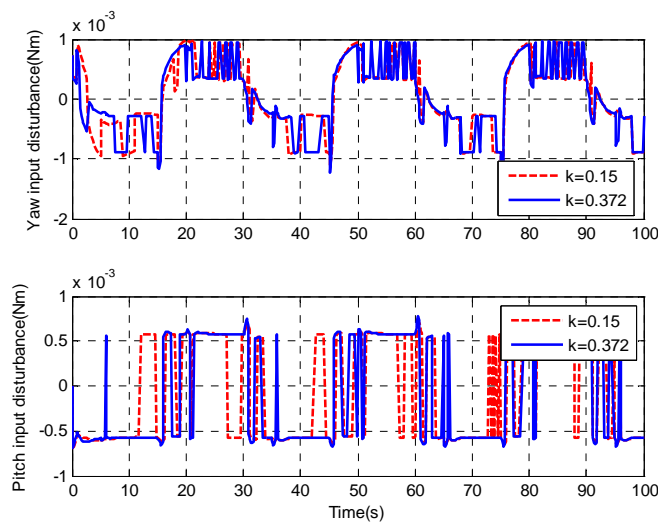 x 10⁻³
1
0
-1
-2
Yaw input disturbance(Nm)
k=0.15
k=0.372
0 10 20 30 40 50 60 70 80 90 100
x 10⁻³
1
0.5
0
-0.5
-1
Pitch input disturbance(Nm)
k=0.15
k=0.372
0 10 20 30 40 50 60 70 80 90 100
Time(s)